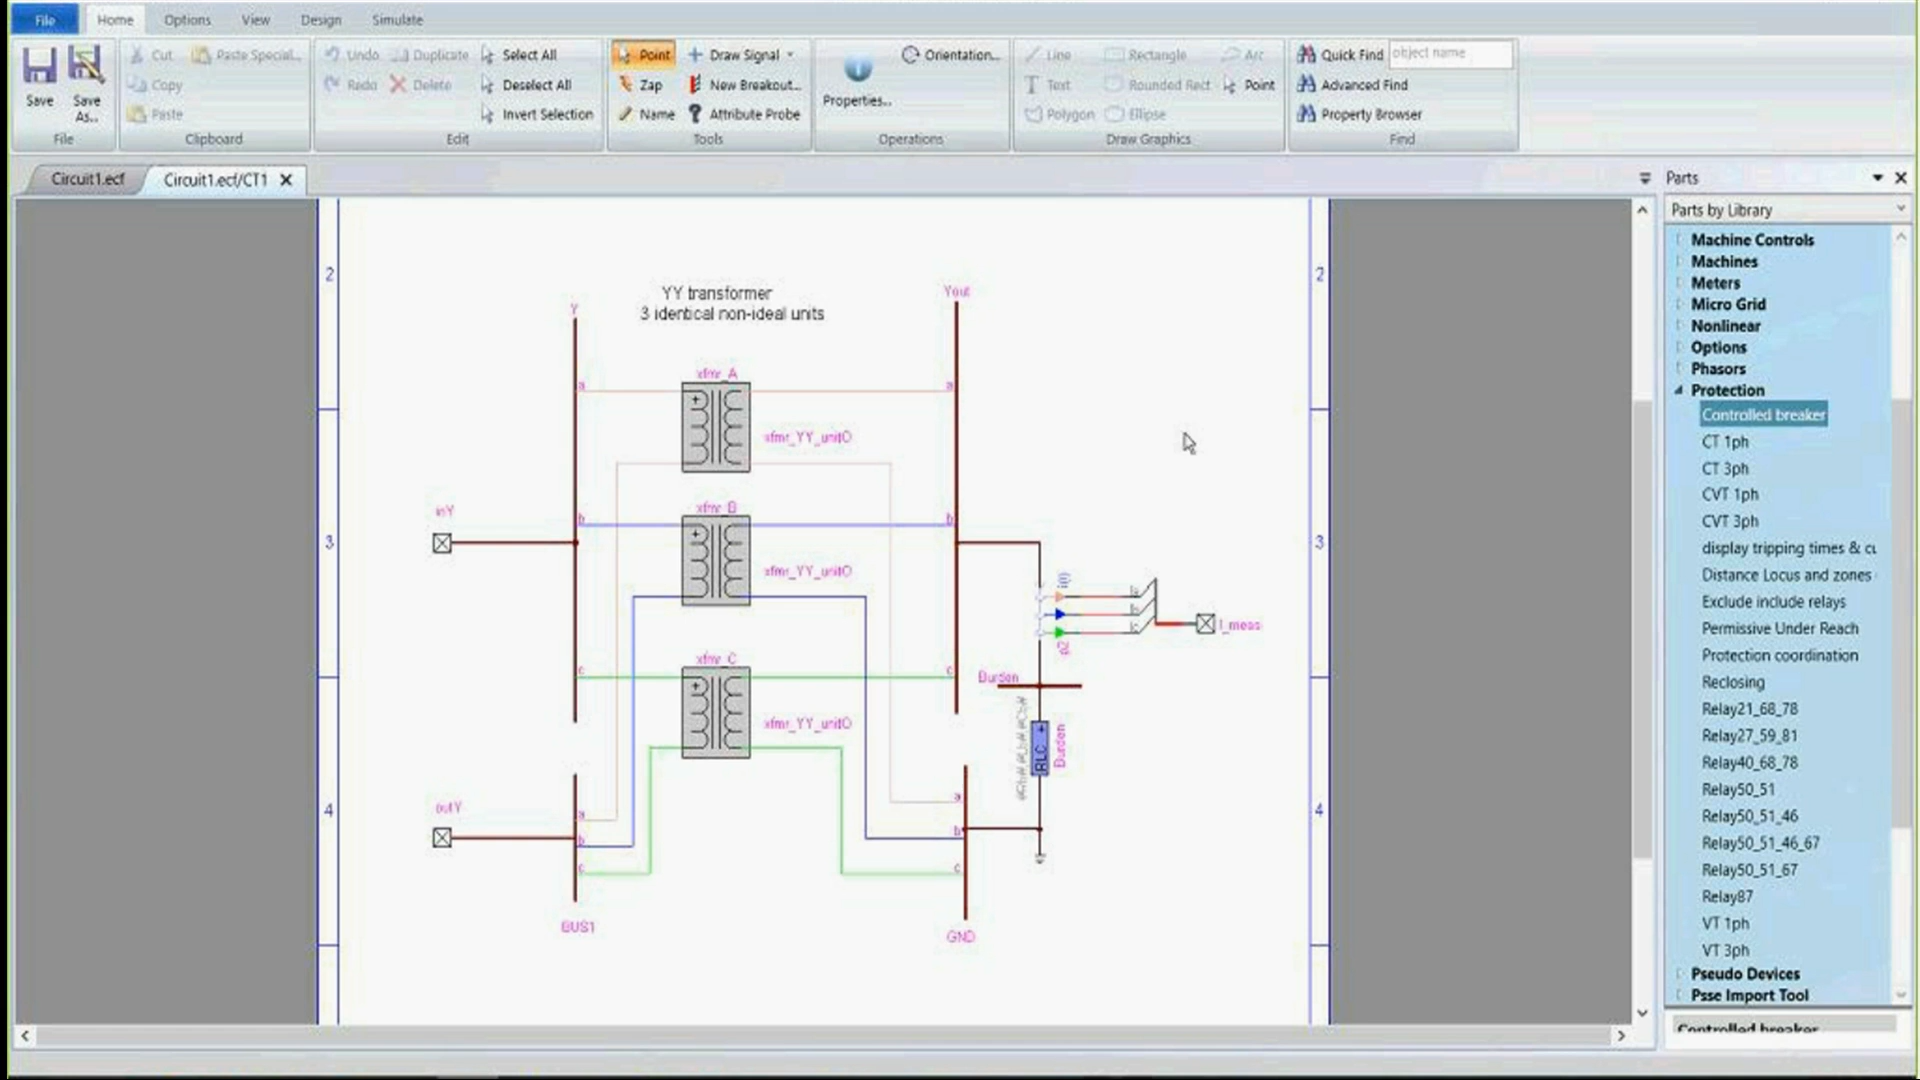 File Home Options View Design Simulate
Save Save As.. Cut Copy Paste Paste Special... Undo Redo Duplicate Delete Select All Deselect All Invert Selection
Point Zap Name Draw Signal New Breakout... Attribute Probe Properties... Orientation...
Line Text Polygon Rectangle Rounded Rect Ellipse Arc Point
Quick Find object name
Advanced Find
Property Browser
File Clipboard Edit Tools Operations Draw Graphics Find
Circuit1.ecf Circuit1.ecf/CT1
Parts
Parts by Library
Machine Controls
Machines
Meters
Micro Grid
Nonlinear
Options
Phasors
Protection
Controlled breaker
CT 1ph
CT 3ph
CVT 1ph
CVT 3ph
display tripping times & cu
Distance Locus and zones
Exclude include relays
Permissive Under Reach
Protection coordination
Reclosing
Relay21_68_78
Relay27_59_81
Relay40_68_78
Relay50_51
Relay50_51_46
Relay50_51_46_67
Relay50_51_67
Relay87
VT 1ph
VT 3ph
Pseudo Devices
Psse Import Tool
Controlled breaker
2 2
YY transformer
3 identical non-ideal units
Y Yout
xfmr_A
a a
xfmr_YY_unitO
xfmr_B
inY b b
3 3
xfmr_YY_unitO
i(t)
a
b
c
I_meas
p2
xfmr_C
c c
Burden
xfmr_YY_unitO
RLC +
Burden
outY
4 4
a a
b b
c c
BUS1
GND